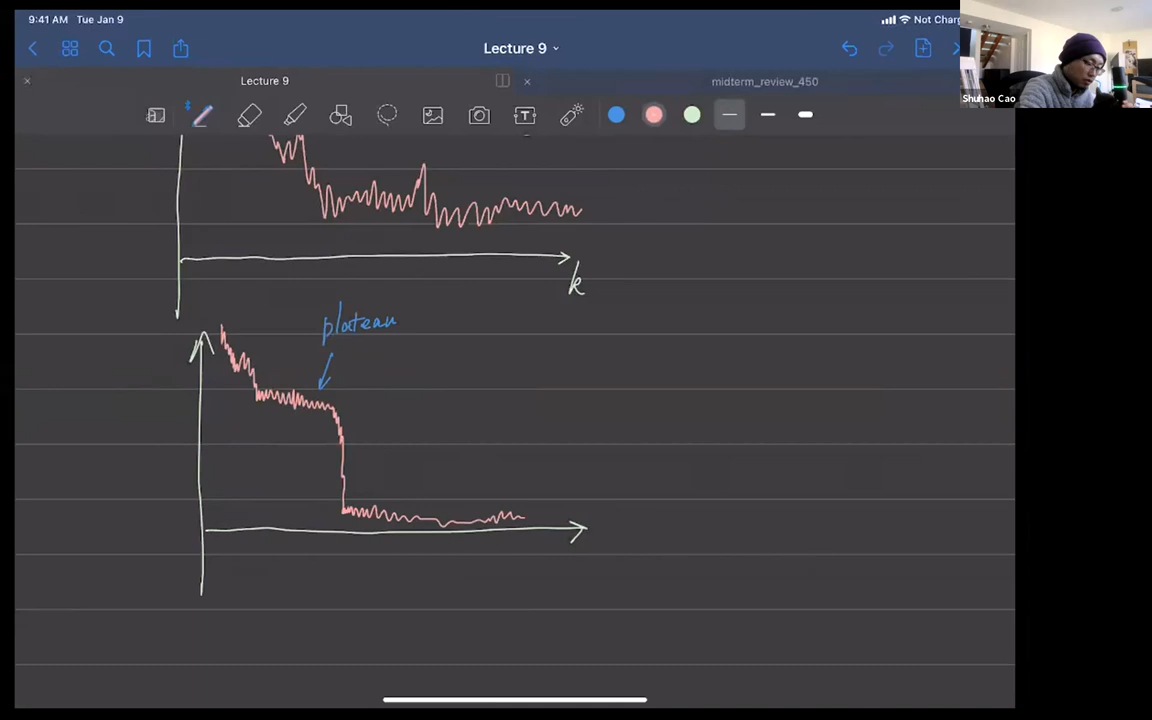 9:41 AM Tue Jan 9
Not Charg
Lecture 9
Lecture 9
midterm_review_450
Shuhao Cao
k
plateau